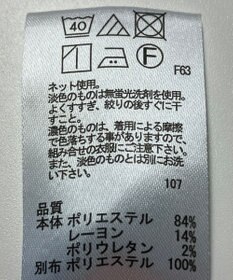 40
F
F63
ネット使用。
淡色のものは無蛍光洗剤を使用。
よくすすぎ、絞りの後すぐに干
すこと。
濃色のものは、着用による摩擦
で色落ちする事がありますので、
組み合せの衣服にご注意下さい。
また、淡色のものとは別にお洗
い下さい。
107
品質
本体 ポリエステル 84%
レーヨン 14%
ポリウレタン 2%
別布 ポリエステル 100%